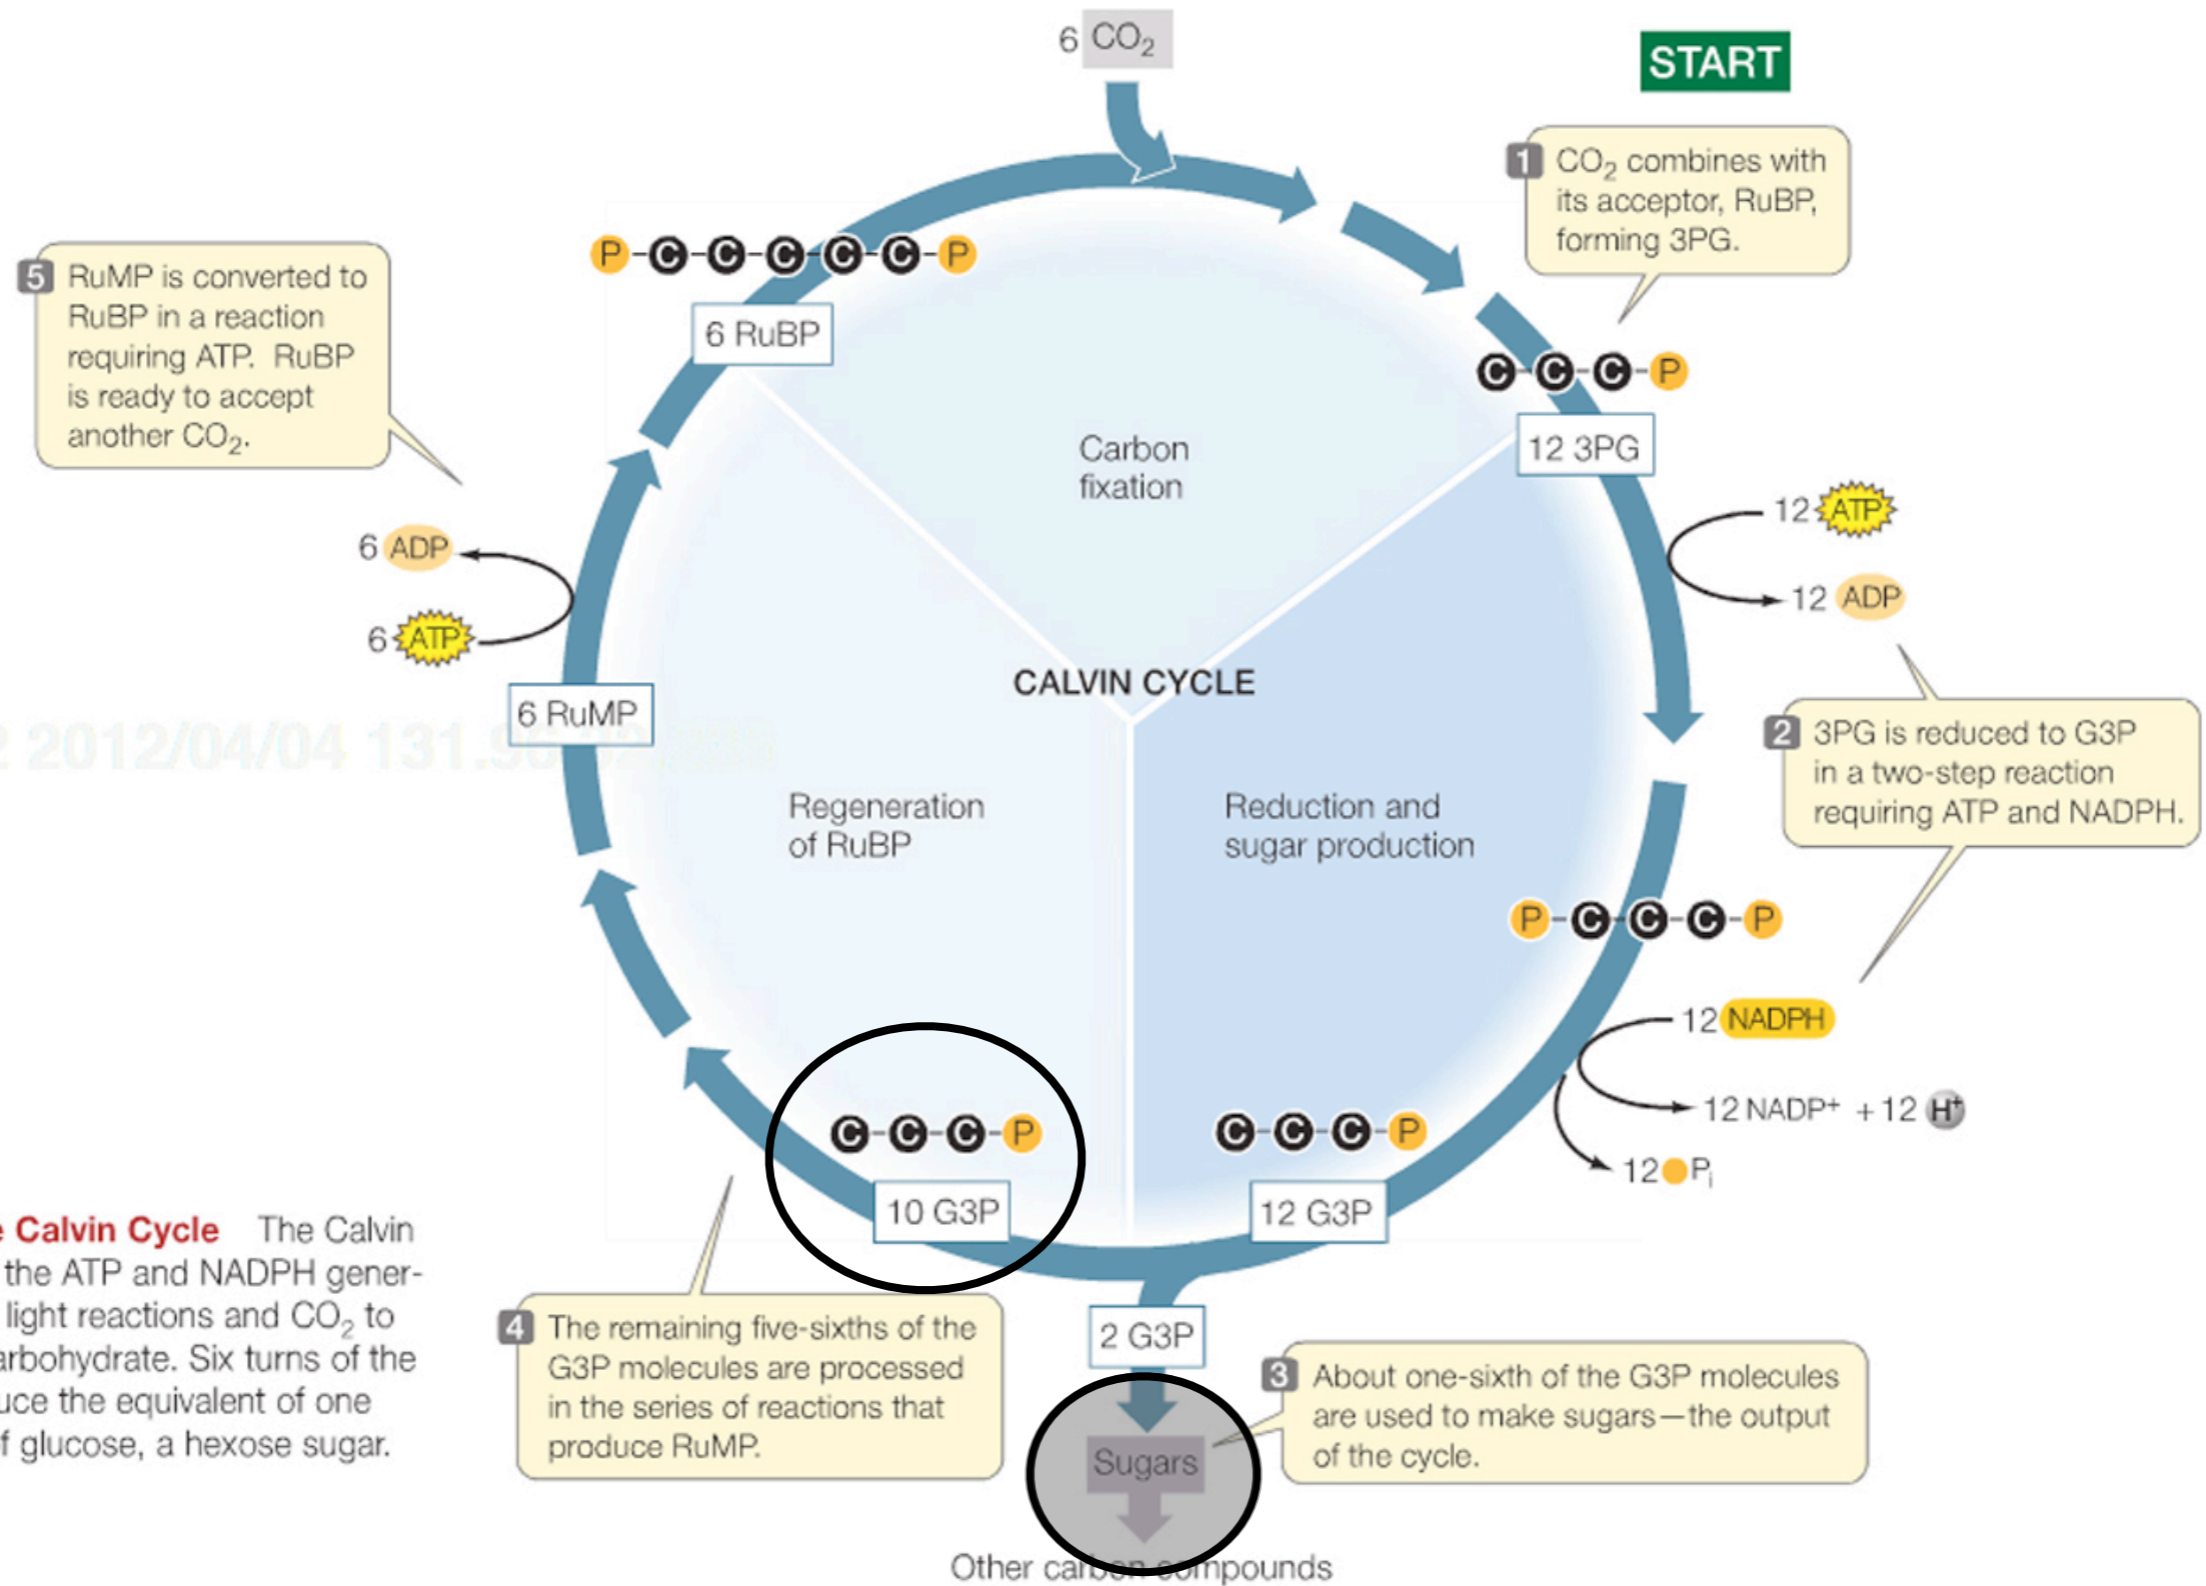 6 CO2
START
1 CO2 combines with
its acceptor, RuBP,
forming 3PG.
5 RuMP is converted to
RuBP in a reaction
requiring ATP. RuBP
is ready to accept
another CO2.
P-C-C-C-C-C-P
6 RuBP
C-C-C-P
12 3PG
Carbon
fixation
12 ATP
12 ADP
6 ADP
6 ATP
CALVIN CYCLE
6 RuMP
2 2012/04/04 131.96
2 3PG is reduced to G3P
in a two-step reaction
requiring ATP and NADPH.
Regeneration
of RuBP
Reduction and
sugar production
P-C-C-C-P
12 NADPH
12 NADP+ + 12 H+
12 Pi
C-C-C-P
10 G3P
C-C-C-P
12 G3P
Calvin Cycle The Calvin
the ATP and NADPH gener-
light reactions and CO2 to
arbohydrate. Six turns of the
uce the equivalent of one
f glucose, a hexose sugar.
4 The remaining five-sixths of the
G3P molecules are processed
in the series of reactions that
produce RuMP.
2 G3P
3 About one-sixth of the G3P molecules
are used to make sugars—the output
of the cycle.
Sugars
Other carbon compounds